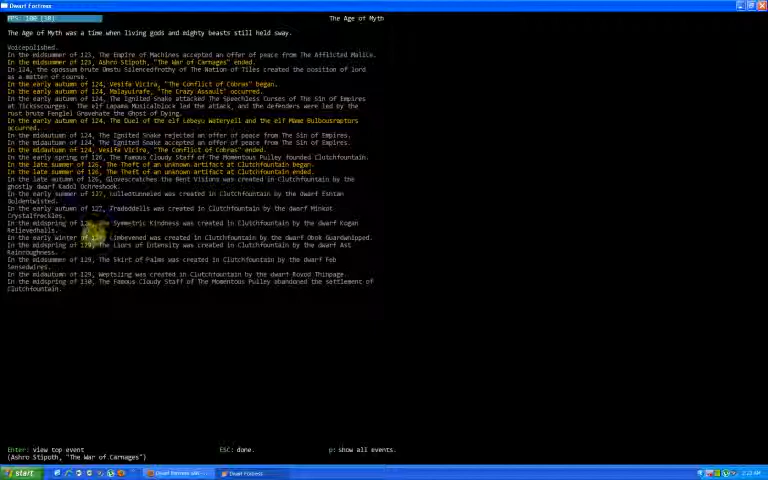 Dwarf Fortress
FPS: 100 (50)
The Age of Myth
The Age of Myth was a time when living gods and mighty beasts still held sway.
Voicepolished.
In the midsummer of 123, The Empire of Machines accepted an offer of peace from The Afflicted Malice.
In the midsummer of 123, Ashro Stipoth, "The War of Carnages" ended.
In 124, the opossum brute Omstu Silencedfrothy of The Nation of Tiles created the position of lord
as a matter of course.
In the early autumn of 124, Vesifa Vicira, "The Conflict of Cobras" began.
In the early autumn of 124, "The Crazy Assault" occurred.
In the early autumn of 124, The Ignited Snake attacked The Speechless Curses of The Sin of Empires
at Tickscourges. The elf Lapama Musicalblock led the attack, and the defenders were led by the
rust brute Fenglel Gravehate the Ghost of Dying.
In the early autumn of 124, The Duel of the elf Lebeyu Wateryell and the elf
occurred.
In the midautumn of 124, The Ignited Snake rejected an offer of peace from The Sin of Empires.
In the midautumn of 124, The Ignited Snake accepted an offer of peace from The Sin of Empires.
In the midautumn of 124, Vesifa Vicira, "The Conflict of Cobras" ended.
In the early spring of 126, The Famous Cloudy Staff of The Momentous Pulley founded Clutchfountain.
In the late summer of 126, The Theft of an unknown artifact at Clutchfountain began.
In the late summer of 126, The Theft of an unknown artifact at Clutchfountain ended.
In the late autumn of 126, Glovescratches the Bent Visions was created in Clutchfountain by the
ghostly dwarf Kadol Ochreshook.
In the early summer of 127, was created in Clutchfountain by the dwarf Eshtan
Goldentwisted.
In the early autumn of 127, was created in Clutchfountain by the dwarf Minkot
Crystalfreckles.
In the midspring of Symmetric Kindness was created in Clutchfountain by the dwarf Kogan
Relievedhalls.
In the early winter of was created in Clutchfountain by the dwarf Obok Guardwhipped.
In the midspring of The Liars of Intensity was created in Clutchfountain by the dwarf Ast
Rainroughness.
In the midsummer of 129, The Skirt of Palms was created in Clutchfountain by the dwarf Feb
Sensedwires.
In the midautumn of 129, Weptsling was created in Clutchfountain by the dwarf Rovod Thinpage.
In the midspring of 130, The Famous Cloudy Staff of The Momentous Pulley abandoned the settlement of
Clutchfountain.
Enter: view top event
ESC: done.
p: show all events.
(Ashro Stipoth, "The War of Carnages")
start
Dwarf Fortress
2:23 AM